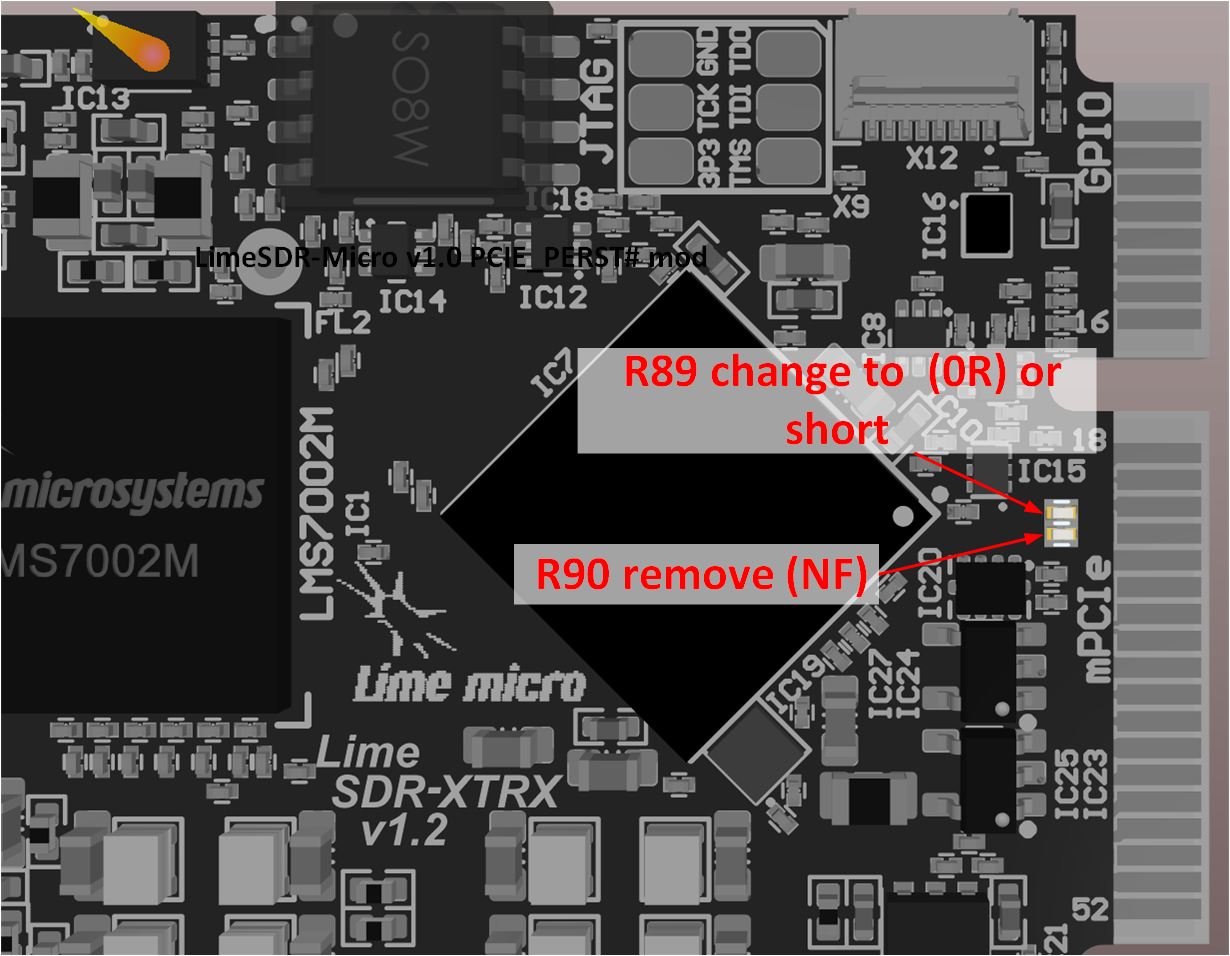 SO8W
IC13
JTAG
GND TDO
TCK TDI
3P3 TMS
X12
X9
GPIO
IC16
IC18
LimeSDR-Micro v1.0 PCIE_PERST# mod
IC14
IC12
FL2
IC8
16
IC7
R89 change to (0R) or
short
IC10
18
IC15
LMS7002M
IC1
microsystems
MS7002M
R90 remove (NF)
IC20
mPCIe
Lime micro
IC19
IC27
IC24
Lime
SDR-XTRX
v1.2
IC25
IC23
52
21